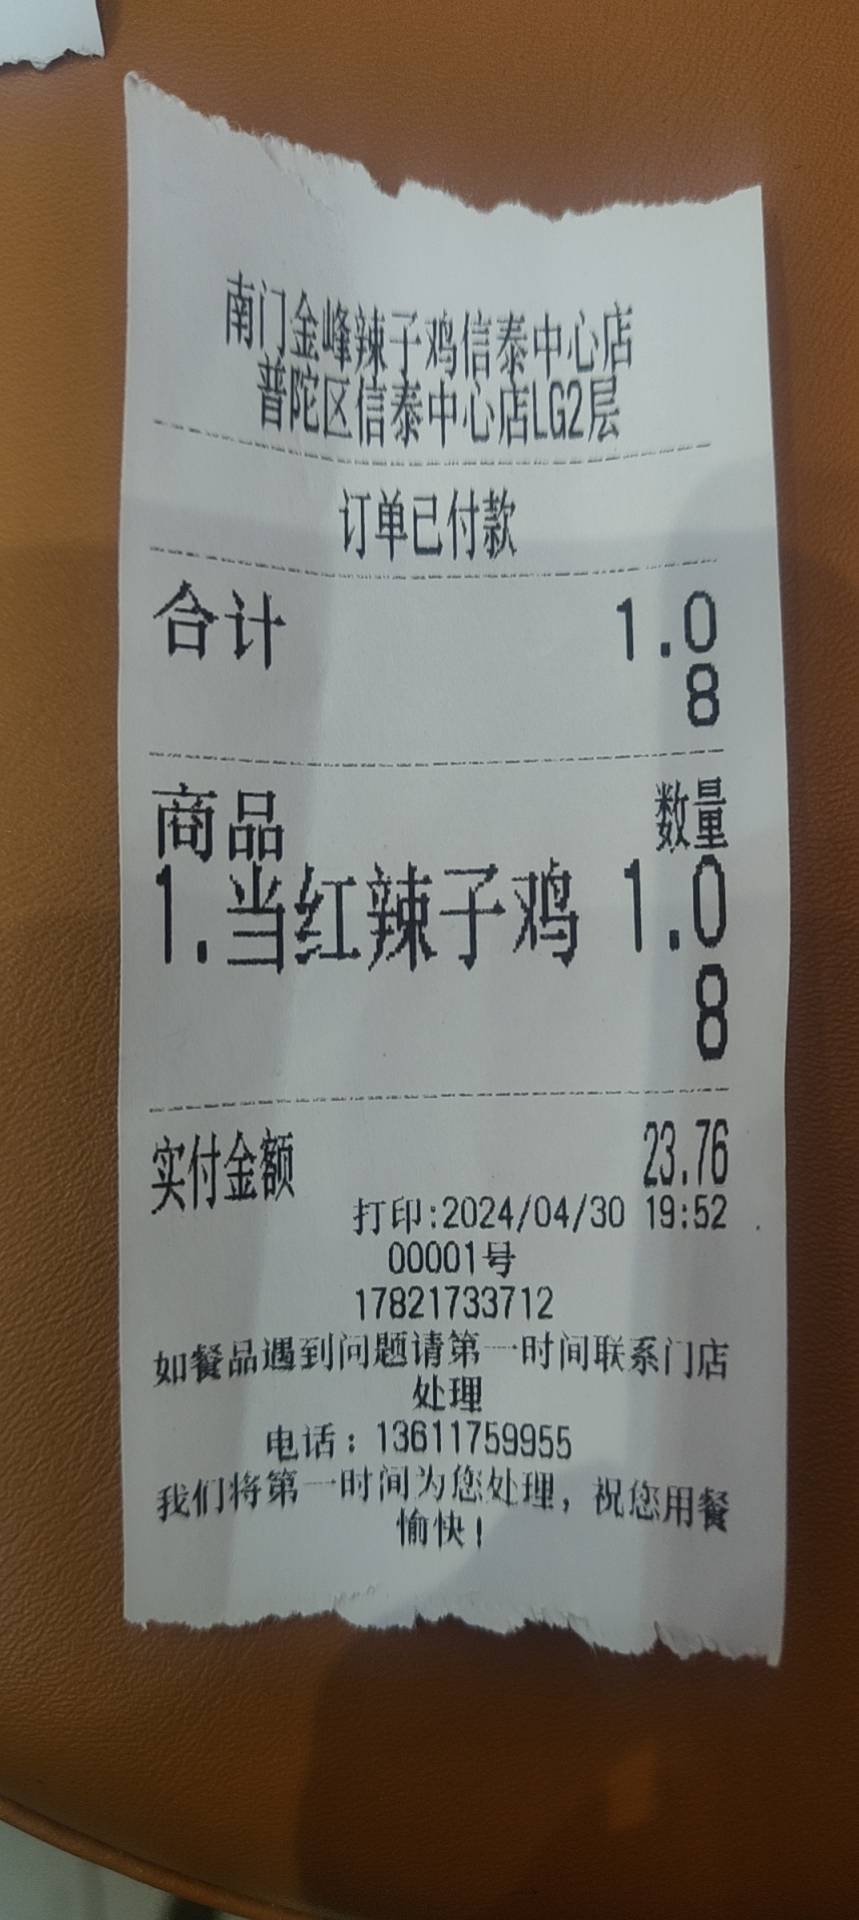 南门金峰辣子鸡信泰中心店
普陀区信泰中心店LG2层
订单已付款
合计 1.0
8
商品 数量
1.当红辣子鸡 1.0
8
实付金额 23.76
打印:2024/04/30 19:52
00001号
17821733712
如餐品遇到问题请第一时间联系门店
处理
电话：13611759955
我们将第一时间为您处理，祝您用餐
愉快！